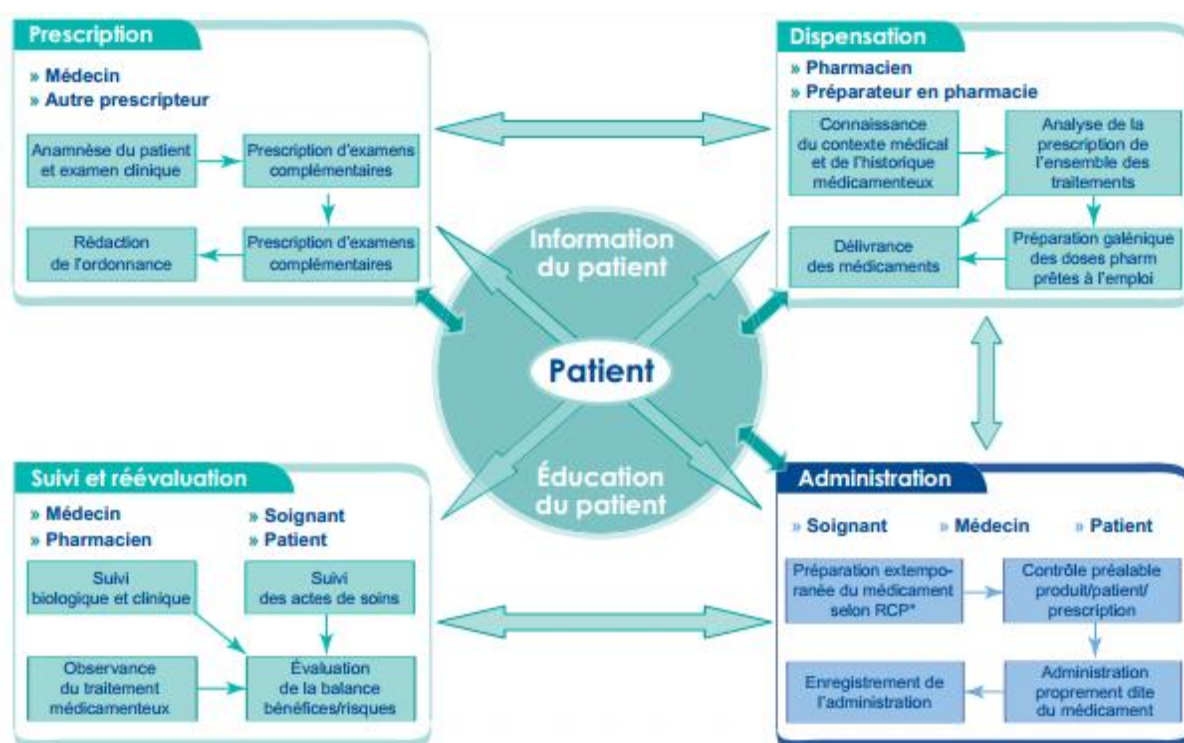 Prescription
» Médecin
» Autre prescripteur
Anamnèse du patient
et examen clinique
Prescription d'examens
complémentaires
Rédaction
de l'ordonnance
Prescription d'examens
complémentaires
Dispensation
» Pharmacien
» Préparateur en pharmacie
Connaissance
du contexte médical
et de l'historique
médicamenteux
Analyse de la
prescription de
l'ensemble des
traitements
Délivrance
des médicaments
Préparation galénique
des doses pharm
prêtes à l'emploi
Information
du patient
Patient
Éducation
du patient
Suivi et réévaluation
» Médecin
» Pharmacien
» Soignant
» Patient
Suivi
biologique et clinique
Suivi
des actes de soins
Observance
du traitement
médicamenteux
Évaluation
de la balance
bénéfices/risques
Administration
» Soignant
» Médecin
» Patient
Préparation extempo-
ranée du médicament
selon RCP*
Contrôle préalable
produit/patient/
prescription
Enregistrement de
l'administration
Administration
proprement dite
du médicament